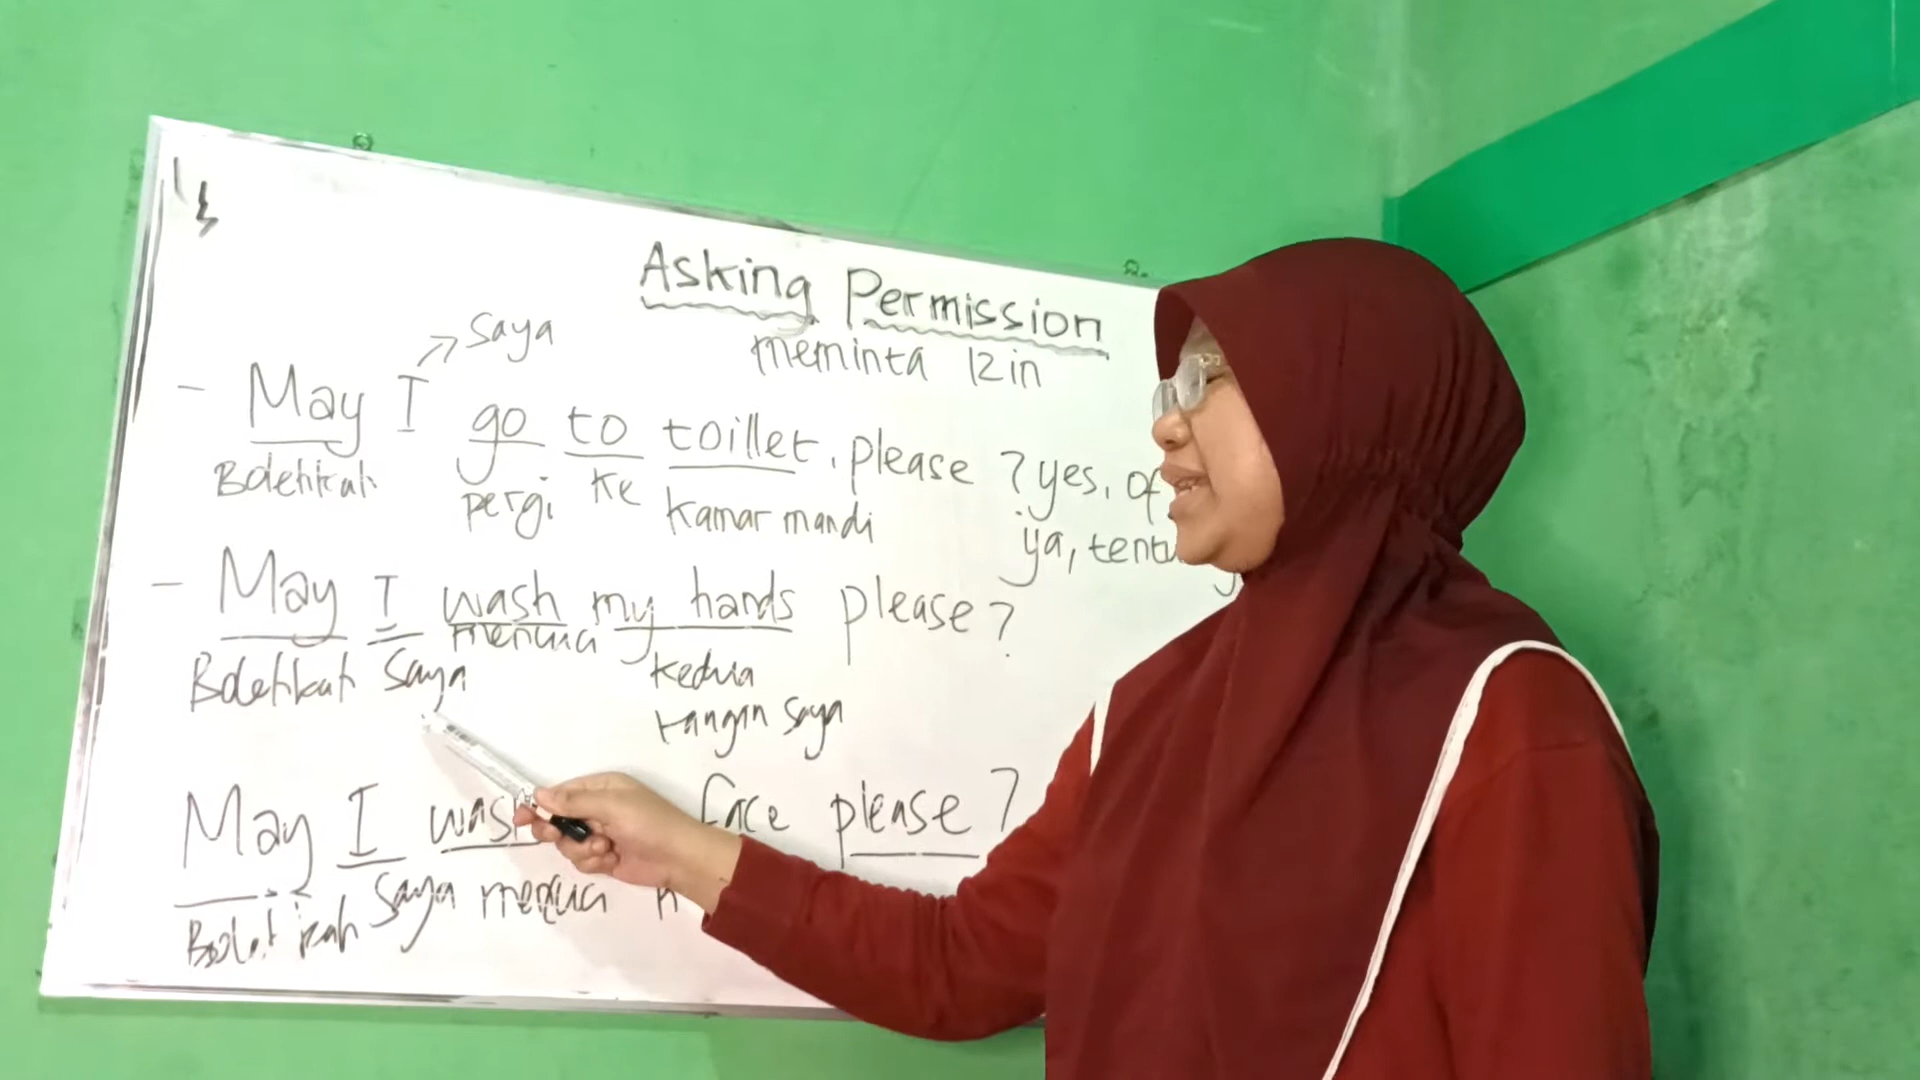 Asking Permission
meminta izin
Saya
- May I go to toillet, please? yes, of
Bolehkah pergi ke kamar mandi
ya, tentu
- May I wash my hands please?
Bolehkah saya mencuci
kedua
tangan saya
May I wash face please?
Bolehkah saya mencuci